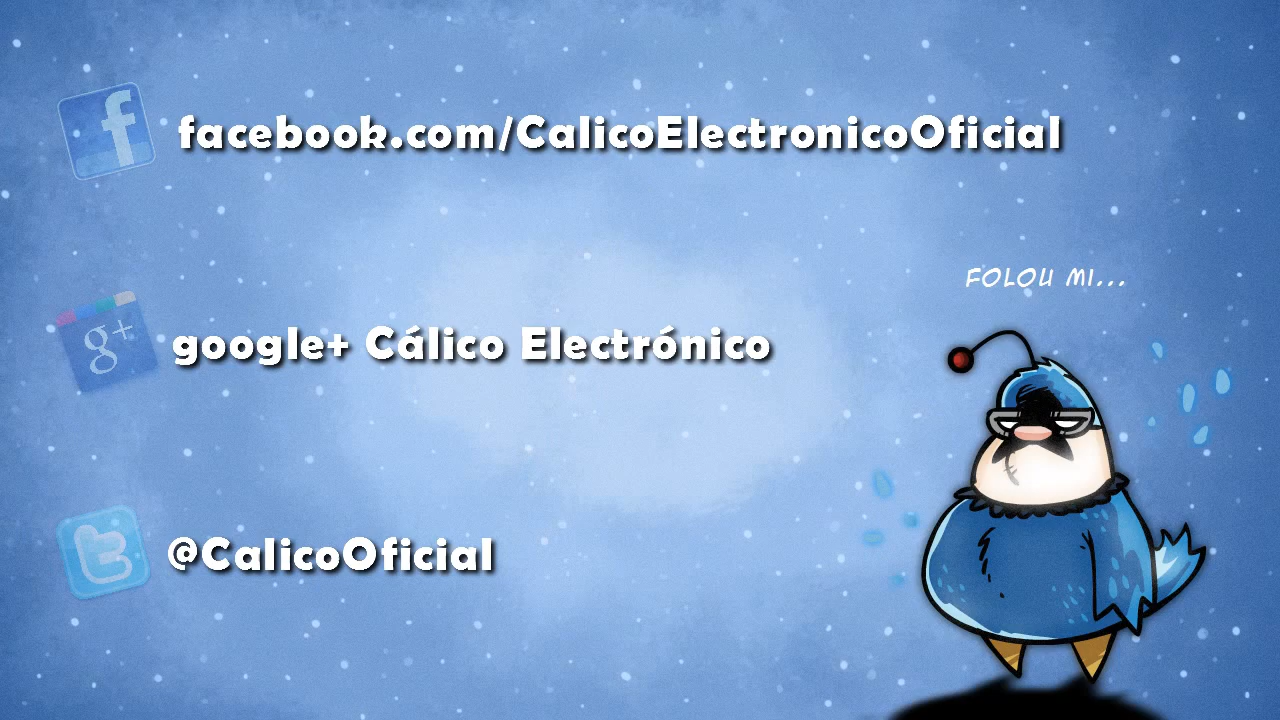 f facebook.com/CalicoElectronicoOficial
FOLOU MI...
g+ google+ Cálico Electrónico
t @CalicoOficial